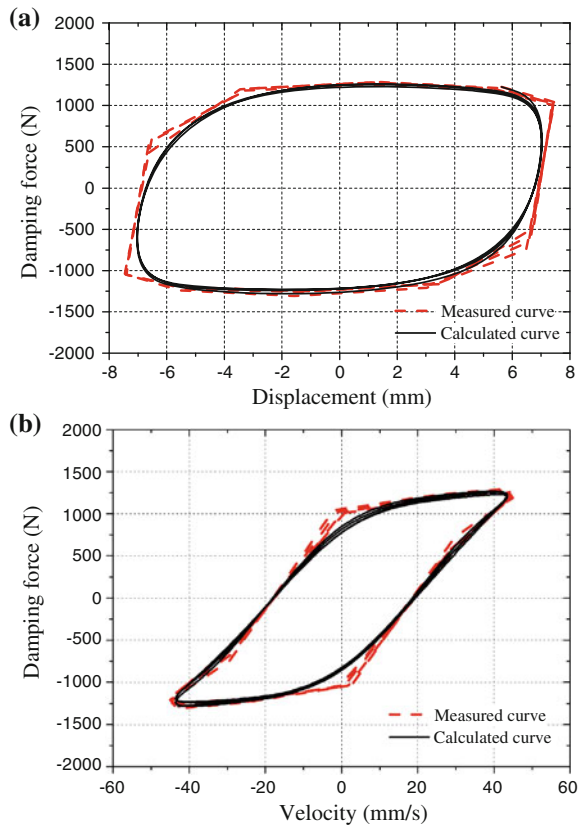 (a)
2000
1500
1000
500
0
-500
-1000
-1500
-2000
Damping force (N)
Measured curve
Calculated curve
-8 -6 -4 -2 0 2 4 6 8
Displacement (mm)
(b)
2000
1500
1000
500
0
-500
-1000
-1500
-2000
Damping force (N)
Measured curve
Calculated curve
-60 -40 -20 0 20 40 60
Velocity (mm/s)